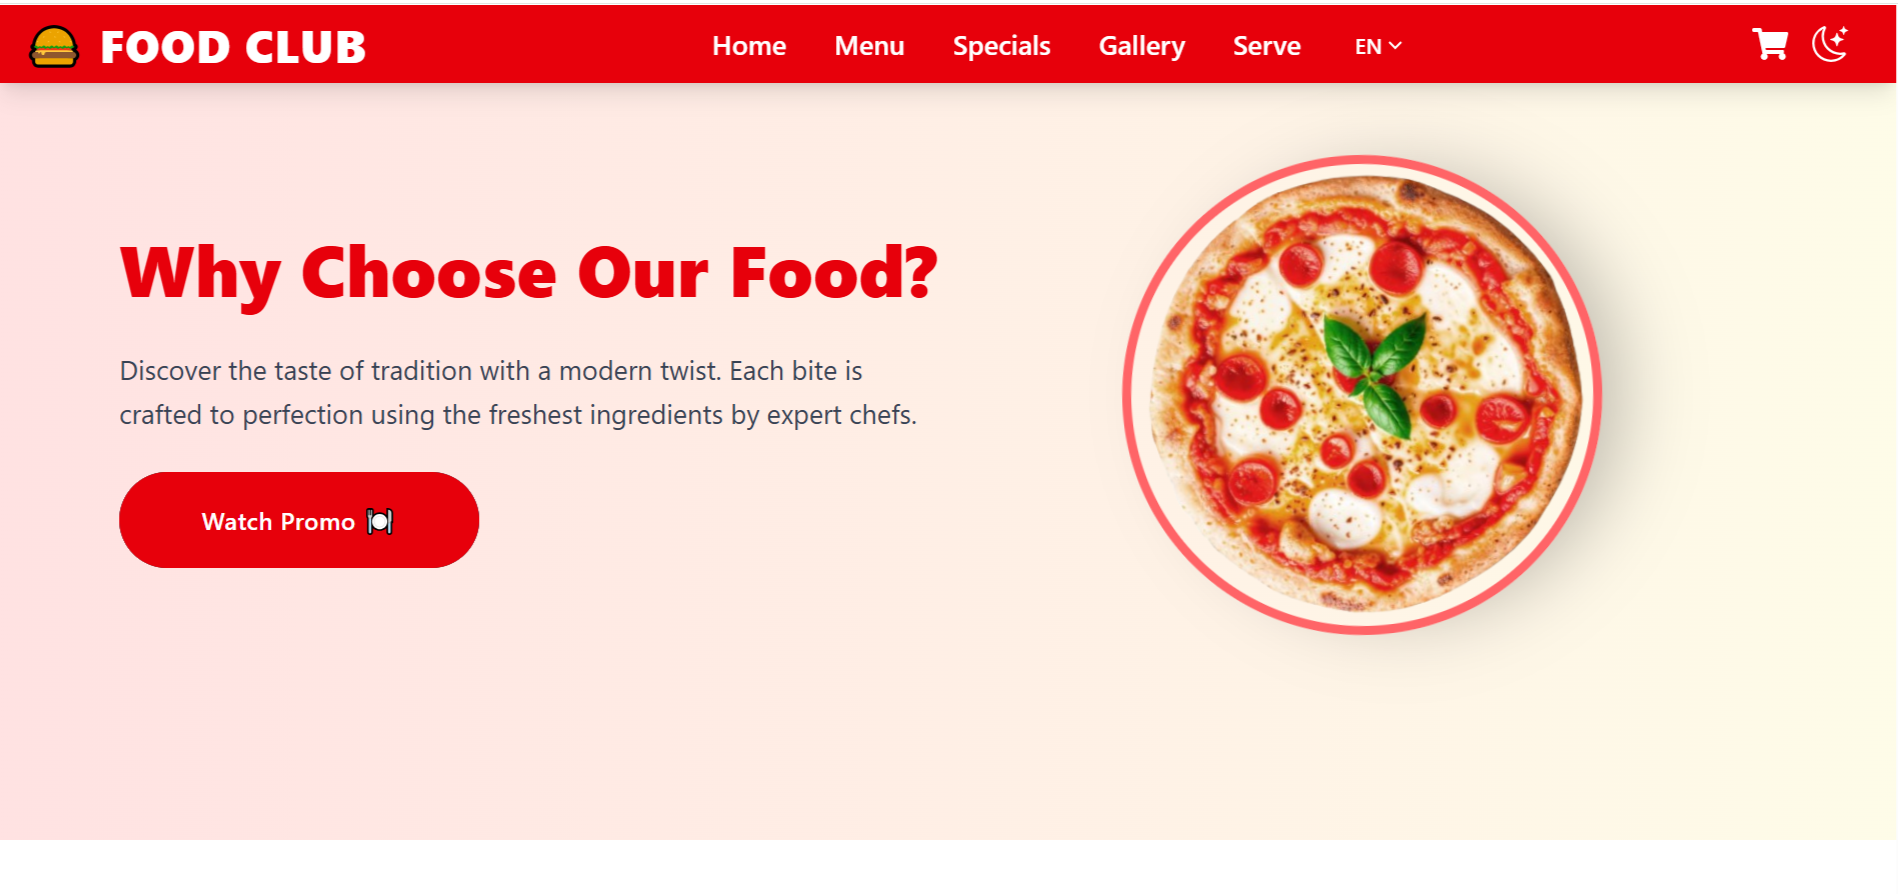 FOOD CLUB
Home Menu Specials Gallery Serve EN
Why Choose Our Food?
Discover the taste of tradition with a modern twist. Each bite is
crafted to perfection using the freshest ingredients by expert chefs.
Watch Promo 🍽️